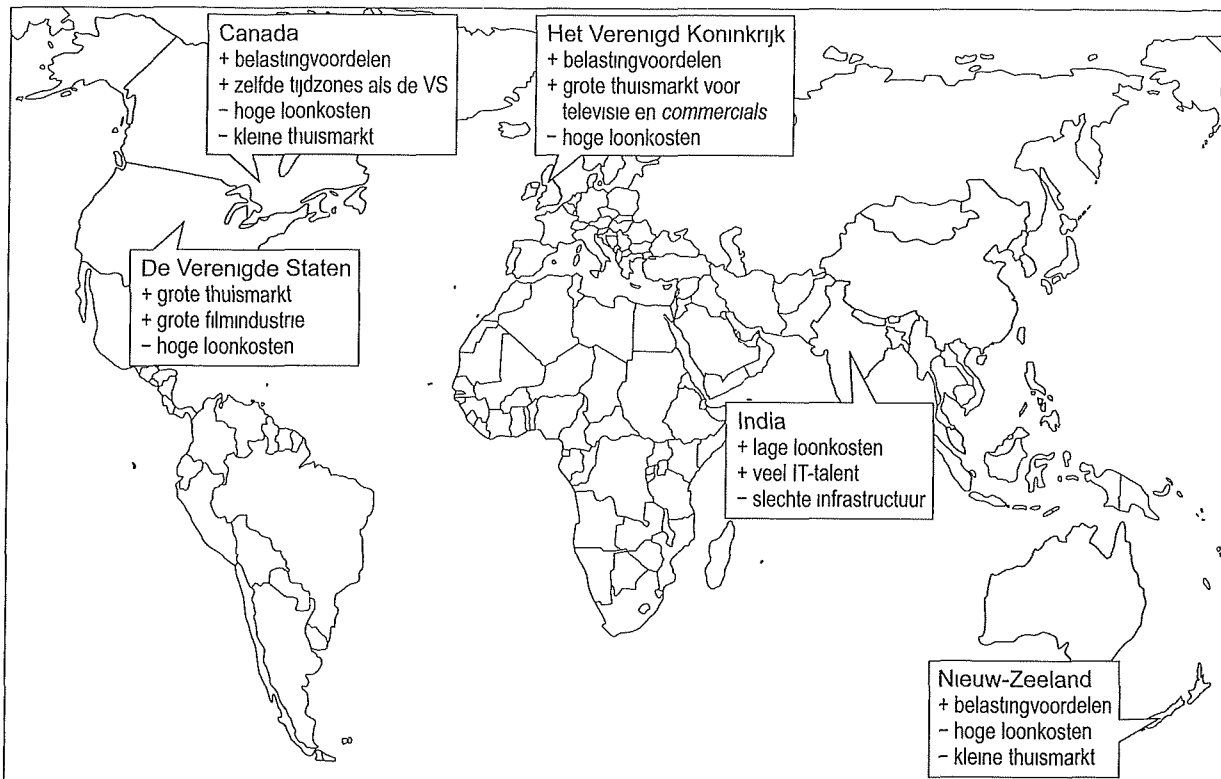 Canada
+ belastingvoordelen
+ zelfde tijdzones als de VS
– hoge loonkosten
– kleine thuismarkt
Het Verenigd Koninkrijk
+ belastingvoordelen
+ grote thuismarkt voor
televisie en commercials
– hoge loonkosten
De Verenigde Staten
+ grote thuismarkt
+ grote filmindustrie
– hoge loonkosten
India
+ lage loonkosten
+ veel IT-talent
– slechte infrastructuur
Nieuw-Zeeland
+ belastingvoordelen
– hoge loonkosten
– kleine thuismarkt